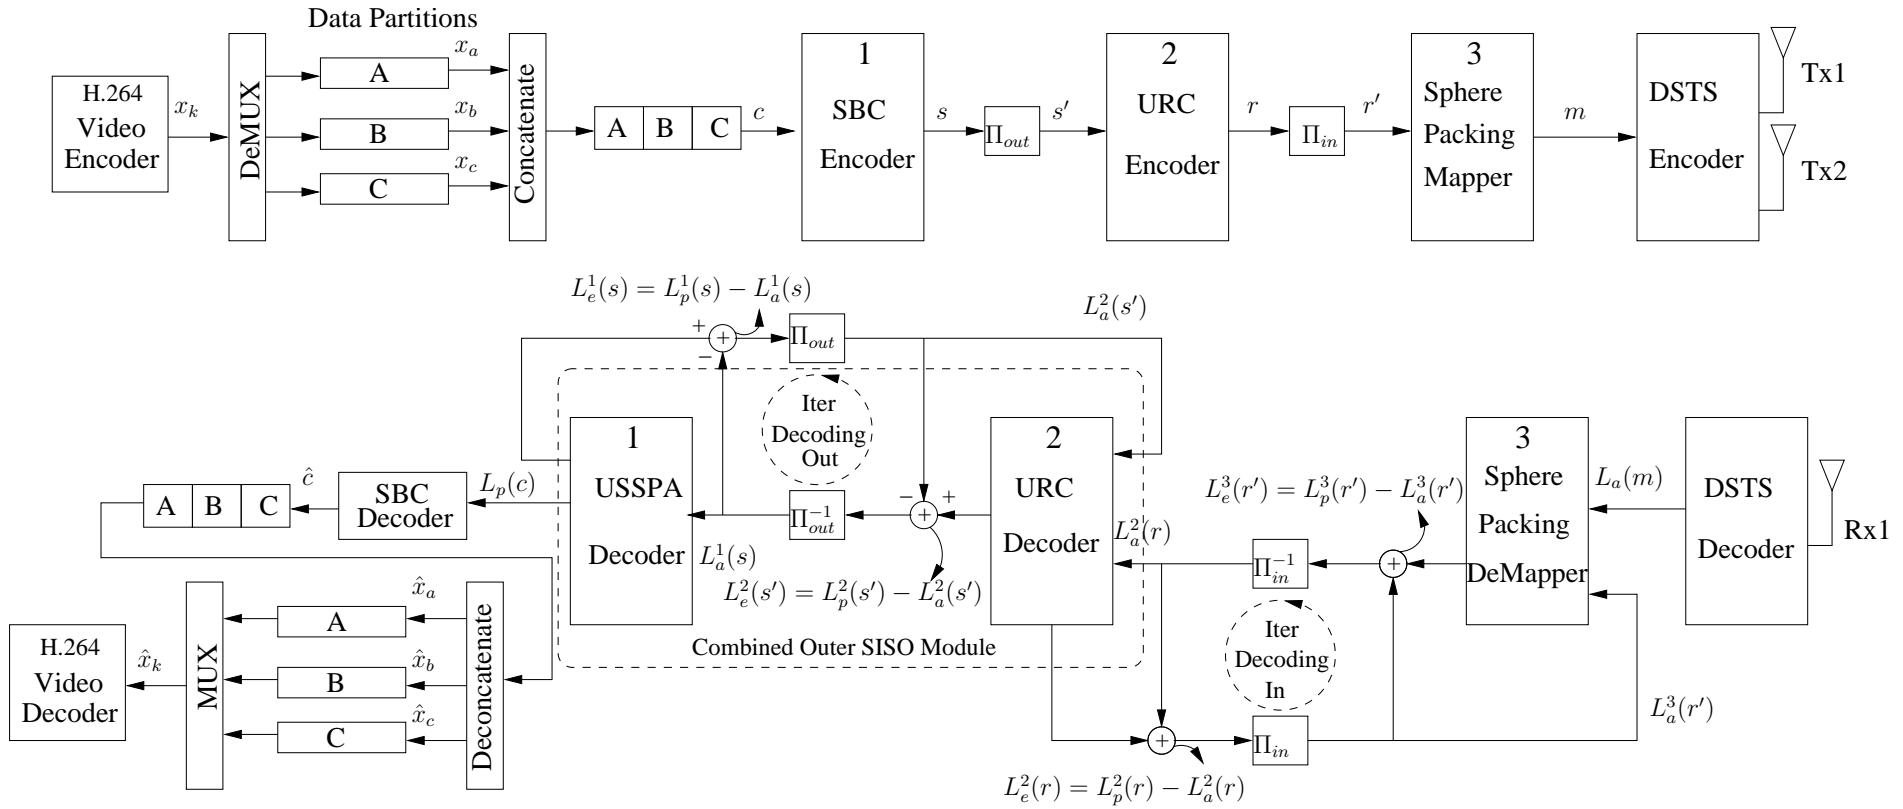 Data Partitions
H.264
Video
Encoder
x_k
DeMUX
A
B
C
x_a
x_b
x_c
Concatenate
A B C
c
1
SBC
Encoder
s
Π_out
s′
2
URC
Encoder
r
Π_in
r′
3
Sphere
Packing
Mapper
m
DSTS
Encoder
Tx1
Tx2
L_e^1(s) = L_p^1(s) − L_a^1(s)
+
+
−
Π_out
L_a^2(s′)
Iter
Decoding
Out
1
USSPA
Decoder
L_a^1(s)
Π_out^{-1}
−
+
+
L_e^2(s′) = L_p^2(s′) − L_a^2(s′)
2
URC
Decoder
L_a^2(r)
Combined Outer SISO Module
L_p(c)
SBC
Decoder
ĉ
A B C
L_e^3(r′) = L_p^3(r′) − L_a^3(r′)
+
Π_in^{-1}
Iter
Decoding
In
3
Sphere
Packing
DeMapper
L_a(m)
DSTS
Decoder
Rx1
L_a^3(r′)
+
Π_in
L_e^2(r) = L_p^2(r) − L_a^2(r)
H.264
Video
Decoder
x̂_k
MUX
A
B
C
x̂_a
x̂_b
x̂_c
Deconcatenate